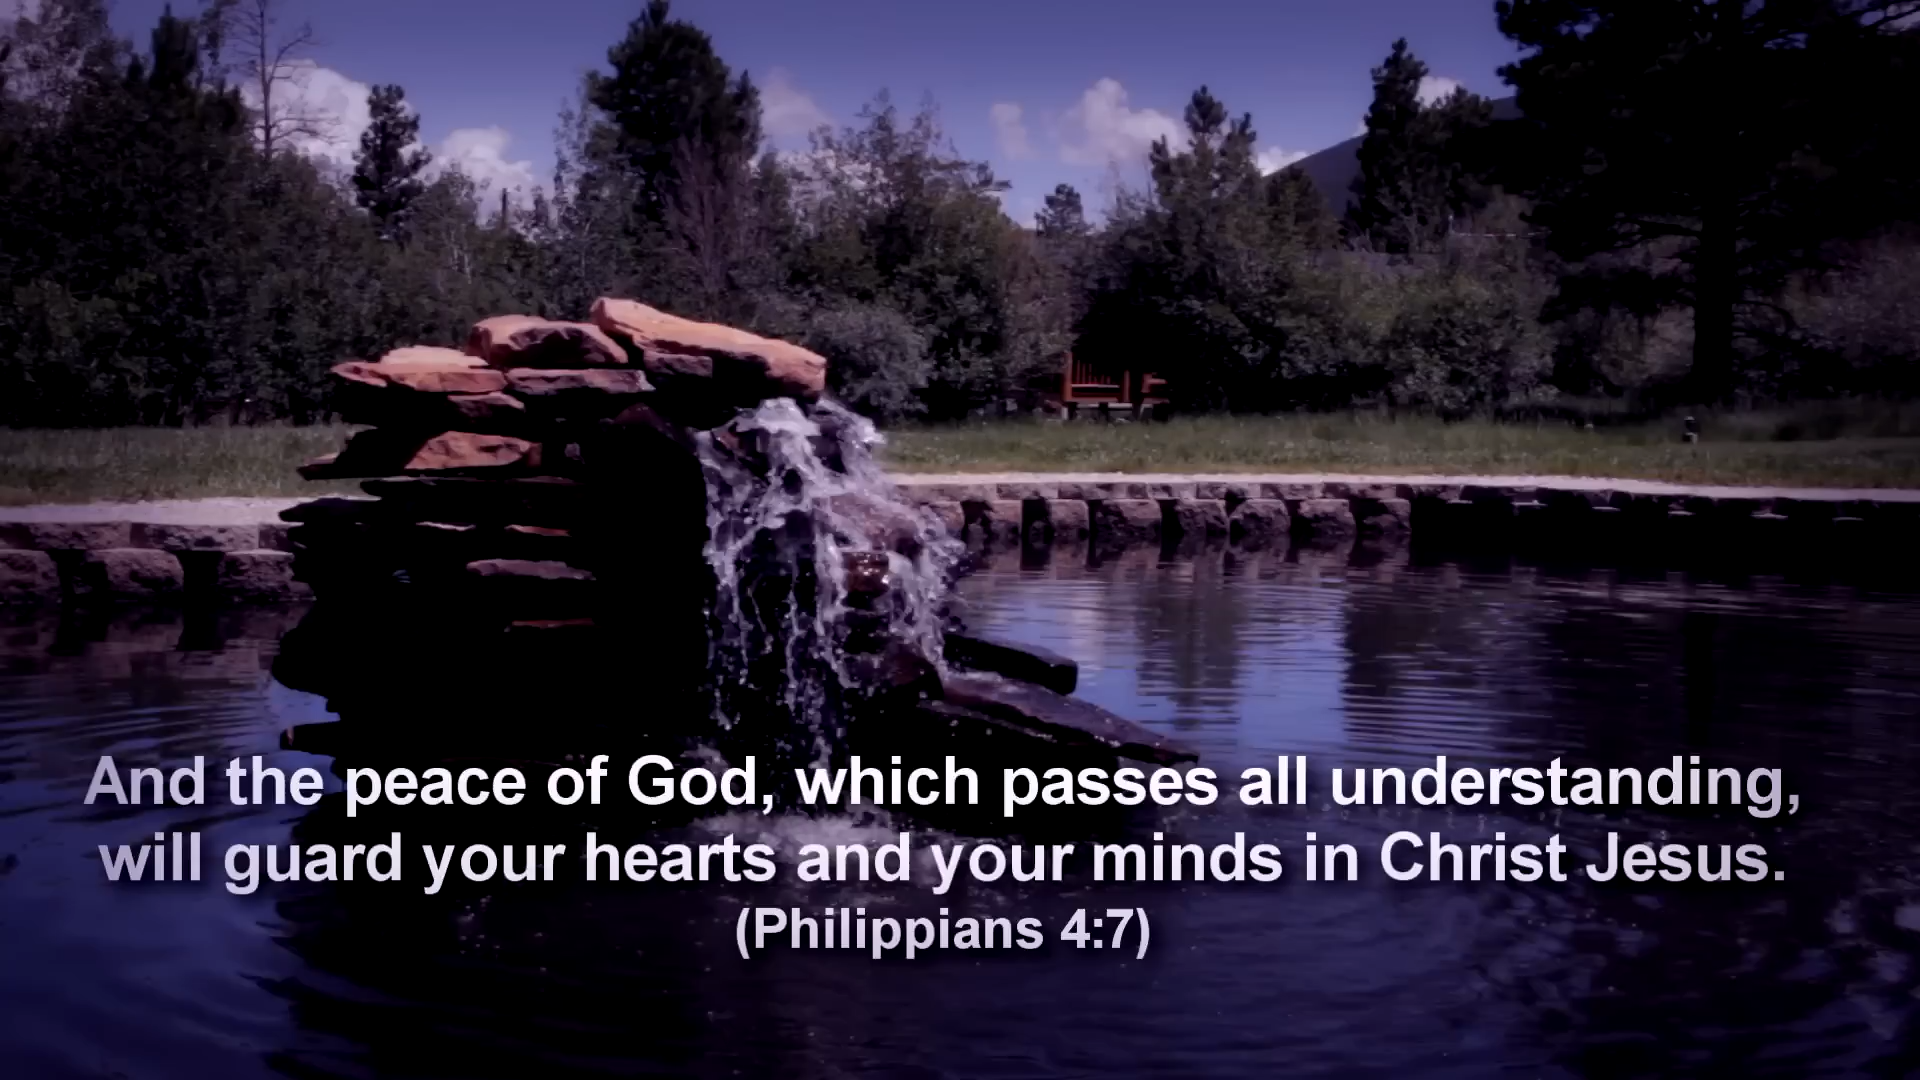 And the peace of God, which passes all understanding,
will guard your hearts and your minds in Christ Jesus.
(Philippians 4:7)